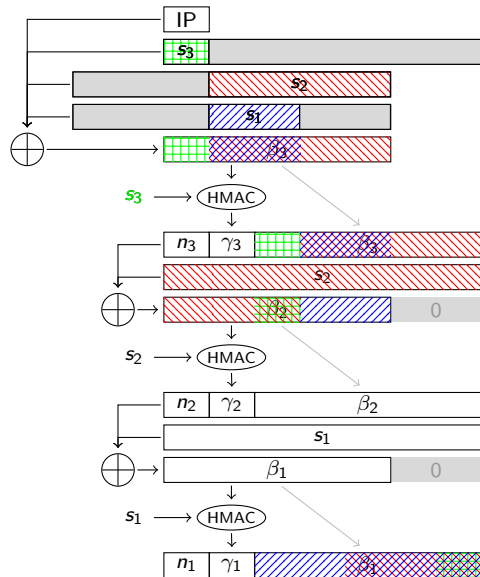 IP
s₃
s₂
s₁
β₃
s₃ HMAC
n₃ γ₃ β₃
s₂
β₂ 0
s₂ HMAC
n₂ γ₂ β₂
s₁
β₁ 0
s₁ HMAC
n₁ γ₁ β₁